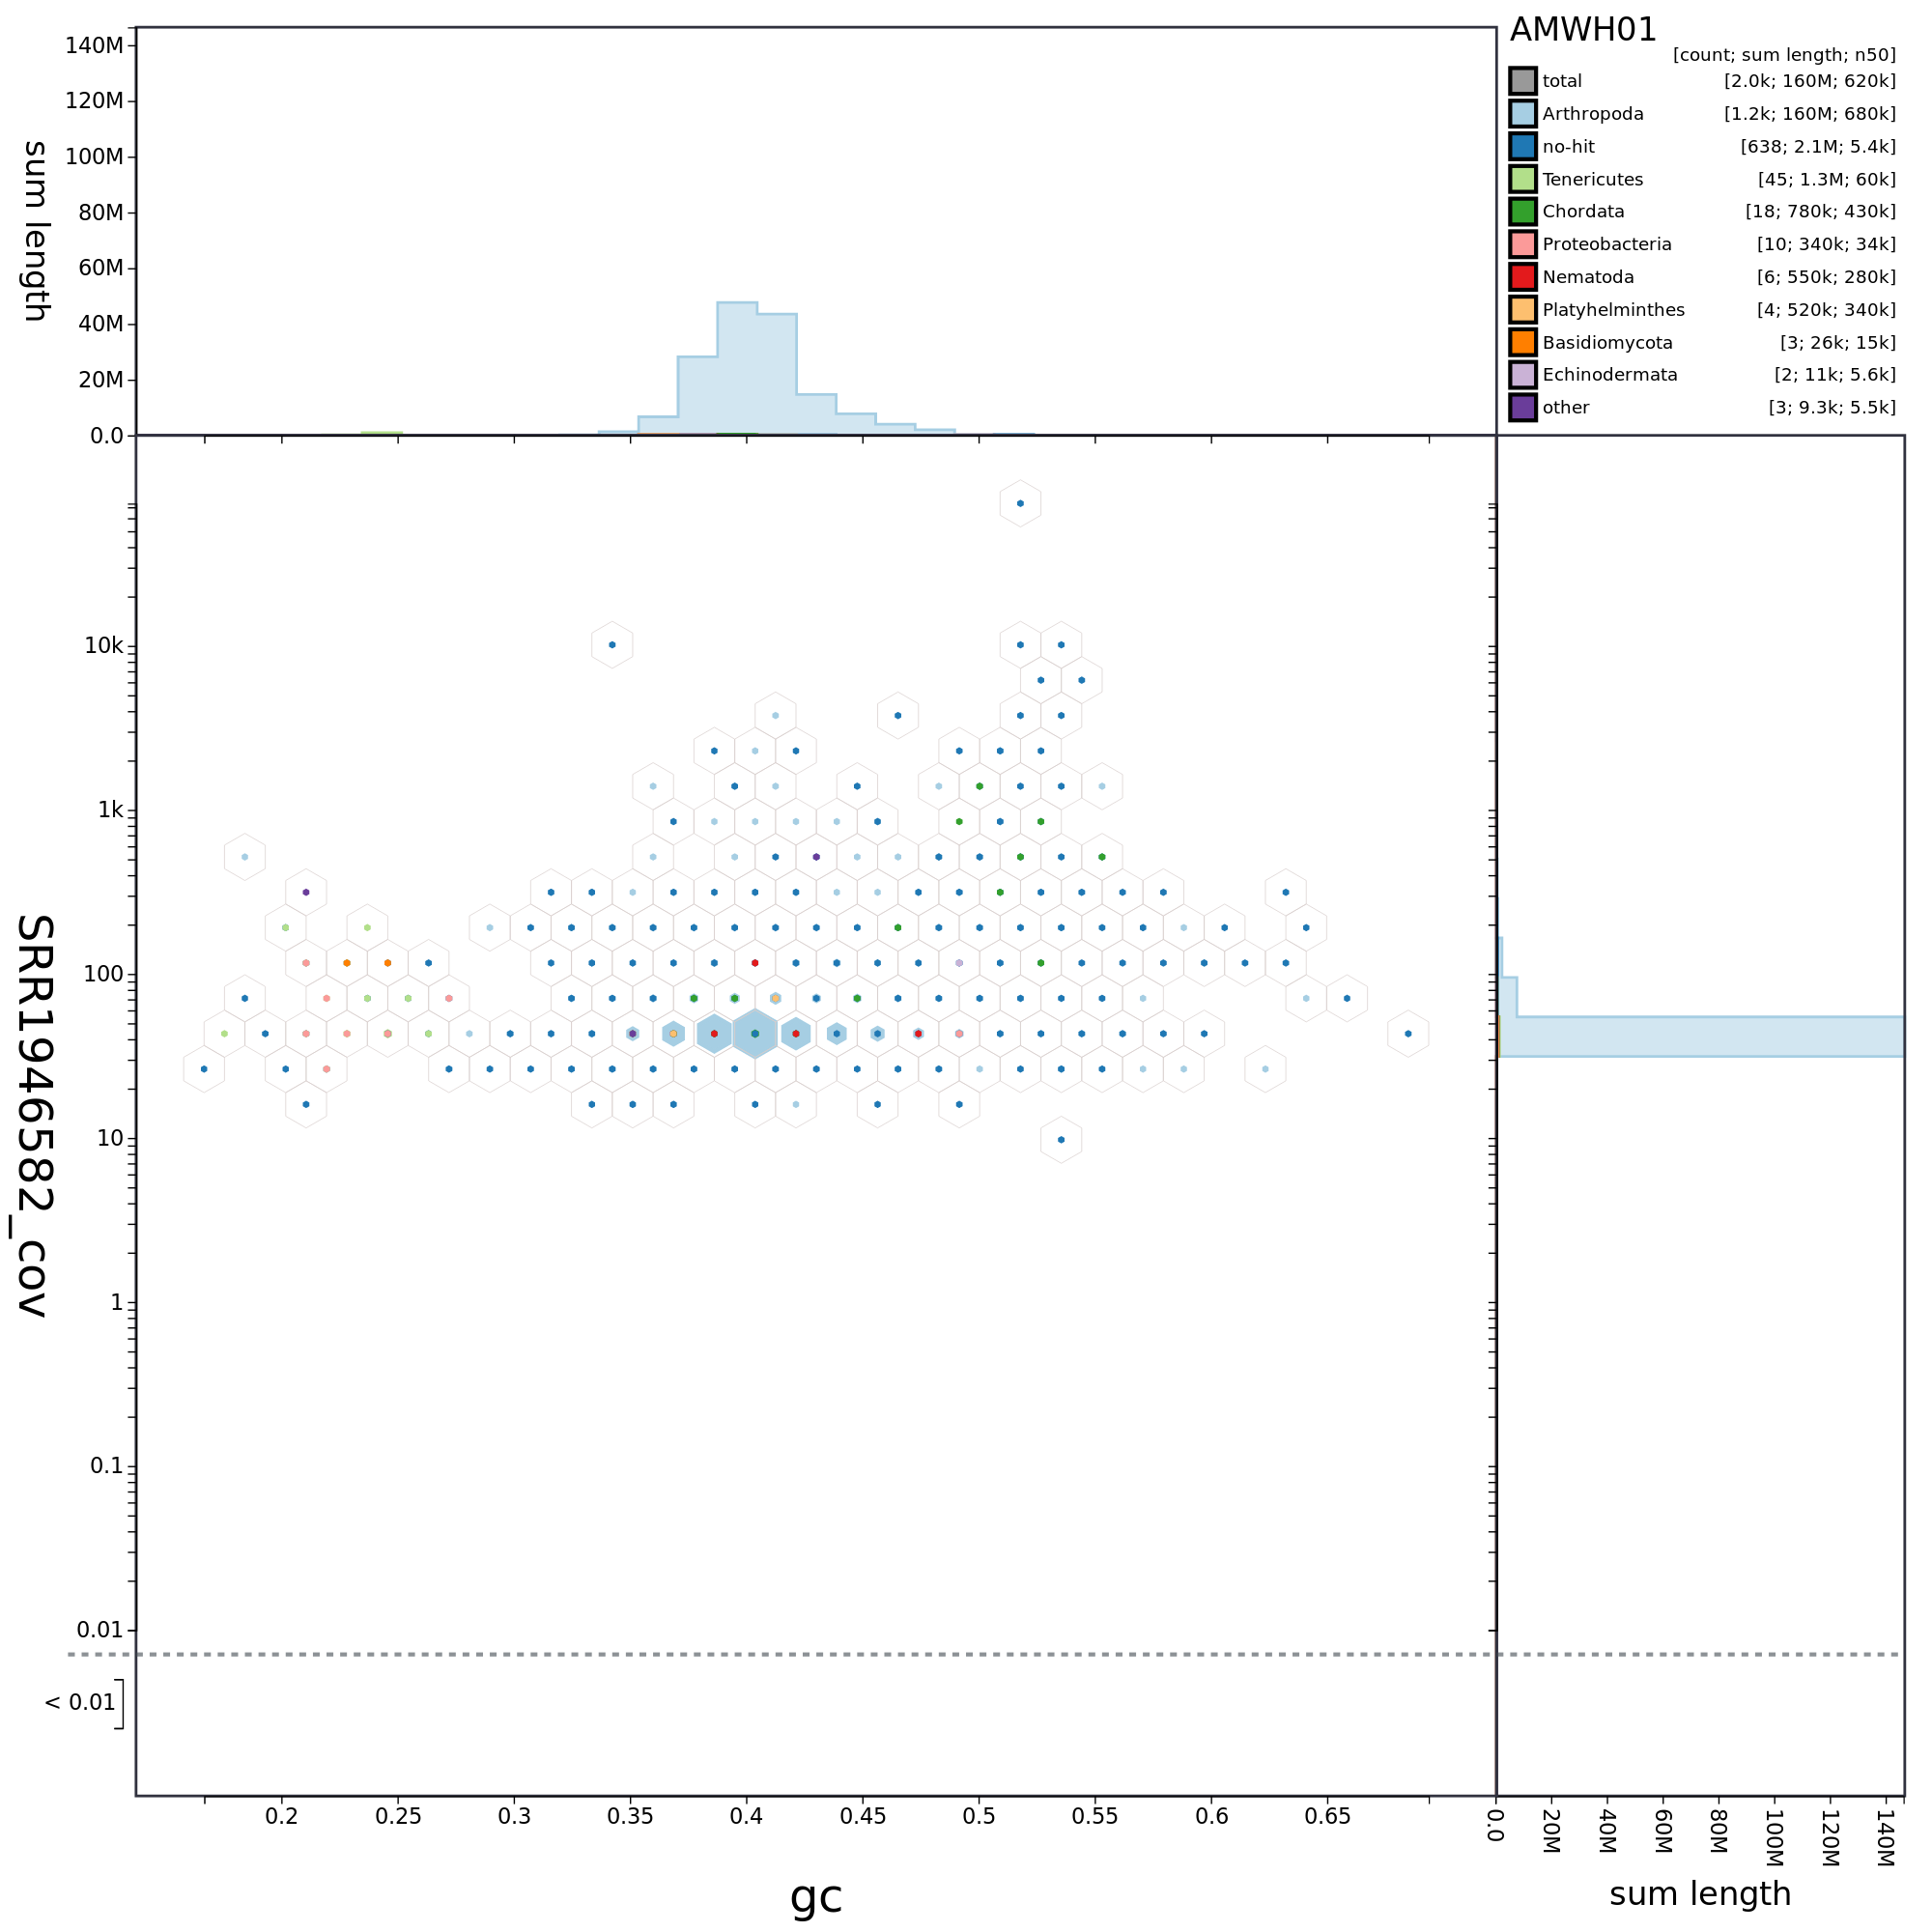 AMWH01
[count; sum length; n50]
total [2.0k; 160M; 620k]
Arthropoda [1.2k; 160M; 680k]
no-hit [638; 2.1M; 5.4k]
Tenericutes [45; 1.3M; 60k]
Chordata [18; 780k; 430k]
Proteobacteria [10; 340k; 34k]
Nematoda [6; 550k; 280k]
Platyhelminthes [4; 520k; 340k]
Basidiomycota [3; 26k; 15k]
Echinodermata [2; 11k; 5.6k]
other [3; 9.3k; 5.5k]
sum length
140M
120M
100M
80M
60M
40M
20M
0.0
SRR1946582_cov
10k
1k
100
10
1
0.1
0.01
< 0.01
0.2 0.25 0.3 0.35 0.4 0.45 0.5 0.55 0.6 0.65
gc
0.0 20M 40M 60M 80M 100M 120M 140M
sum length